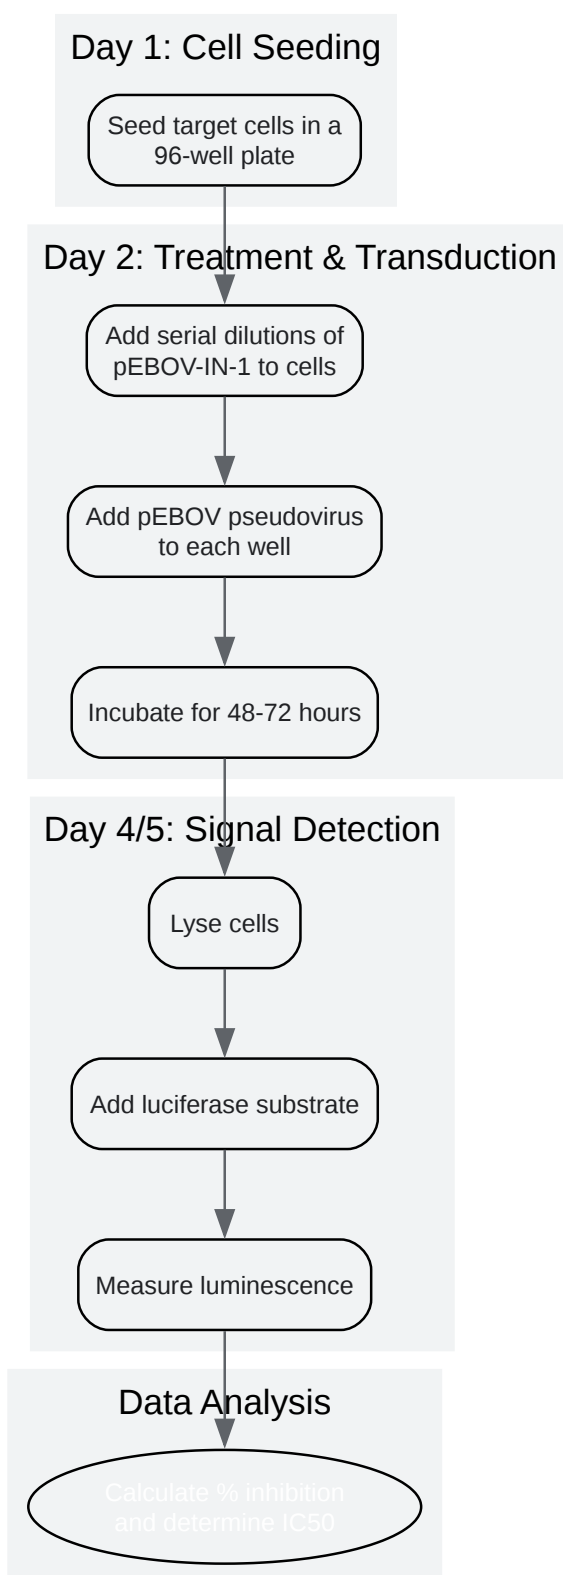 Day 1: Cell Seeding
Seed target cells in a
96-well plate
Day 2: Treatment & Transduction
Add serial dilutions of
pEBOV-IN-1 to cells
Add pEBOV pseudovirus
to each well
Incubate for 48-72 hours
Day 4/5: Signal Detection
Lyse cells
Add luciferase substrate
Measure luminescence
Data Analysis
Calculate % inhibition
and determine IC50